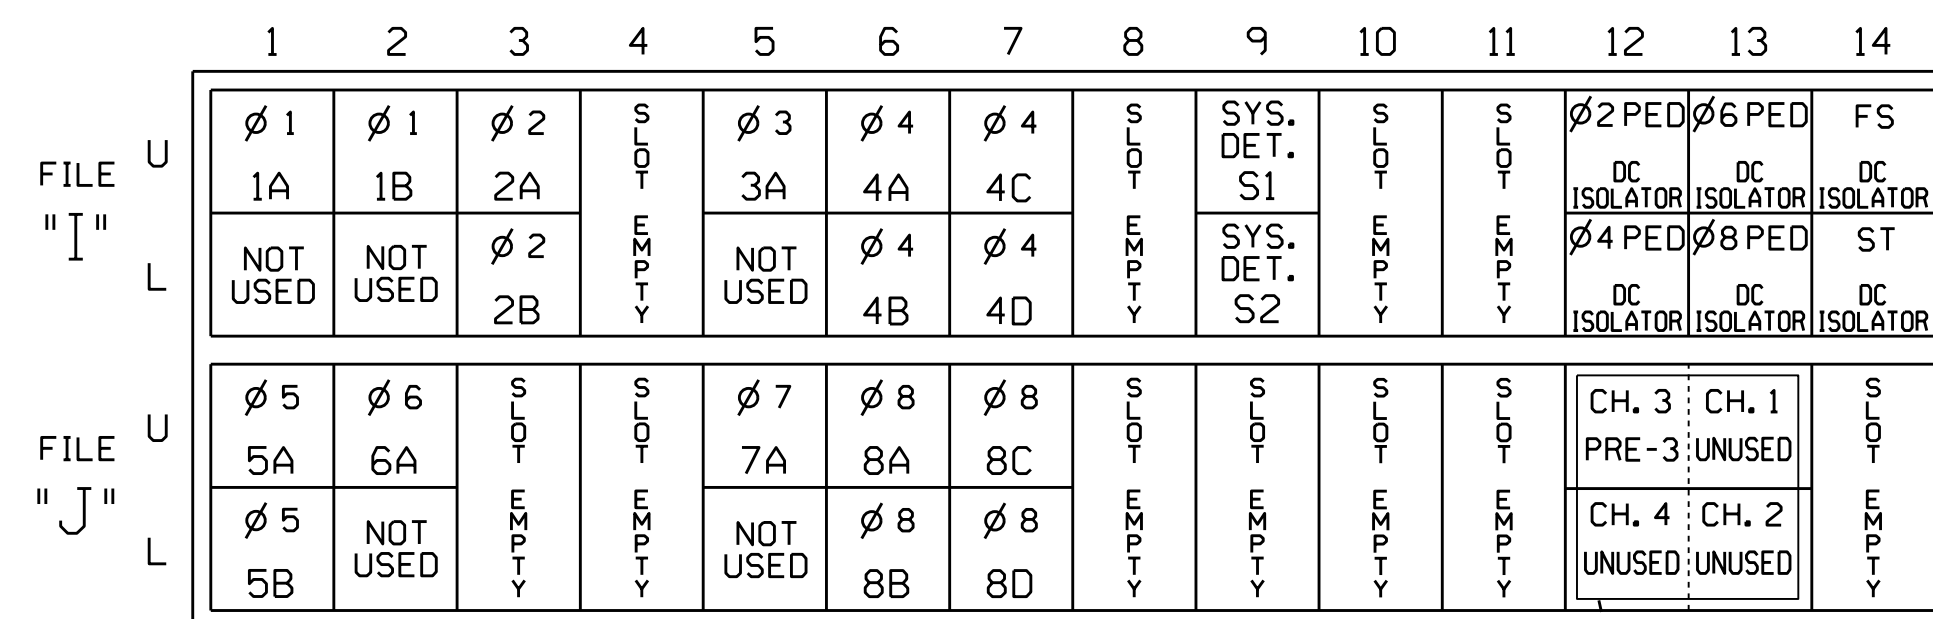 1 2 3 4 5 6 7 8 9 10 11 12 13 14
FILE "I"
U
Ø 1 1A
Ø 1 1B
Ø 2 2A
SLOT EMPTY
Ø 3 3A
Ø 4 4A
Ø 4 4C
SLOT EMPTY
SYS. DET. S1
SLOT EMPTY
SLOT EMPTY
Ø2 PED DC ISOLATOR
Ø6 PED DC ISOLATOR
FS DC ISOLATOR
L
NOT USED
NOT USED
Ø 2 2B
NOT USED
Ø 4 4B
Ø 4 4D
SYS. DET. S2
Ø4 PED DC ISOLATOR
Ø8 PED DC ISOLATOR
ST DC ISOLATOR
FILE "J"
U
Ø 5 5A
Ø 6 6A
SLOT EMPTY
SLOT EMPTY
Ø 7 7A
Ø 8 8A
Ø 8 8C
SLOT EMPTY
SLOT EMPTY
SLOT EMPTY
SLOT EMPTY
CH. 3 PRE-3
CH. 1 UNUSED
SLOT EMPTY
L
Ø 5 5B
NOT USED
NOT USED
Ø 8 8B
Ø 8 8D
CH. 4 UNUSED
CH. 2 UNUSED